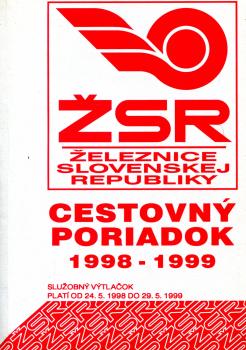 ŽSR
ŽELEZNICE
SLOVENSKEJ
REPUBLIKY
CESTOVNÝ
PORIADOK
1998 - 1999
SLUŽOBNÝ VÝTLAČOK
PLATÍ OD 24. 5. 1998 DO 29. 5. 1999